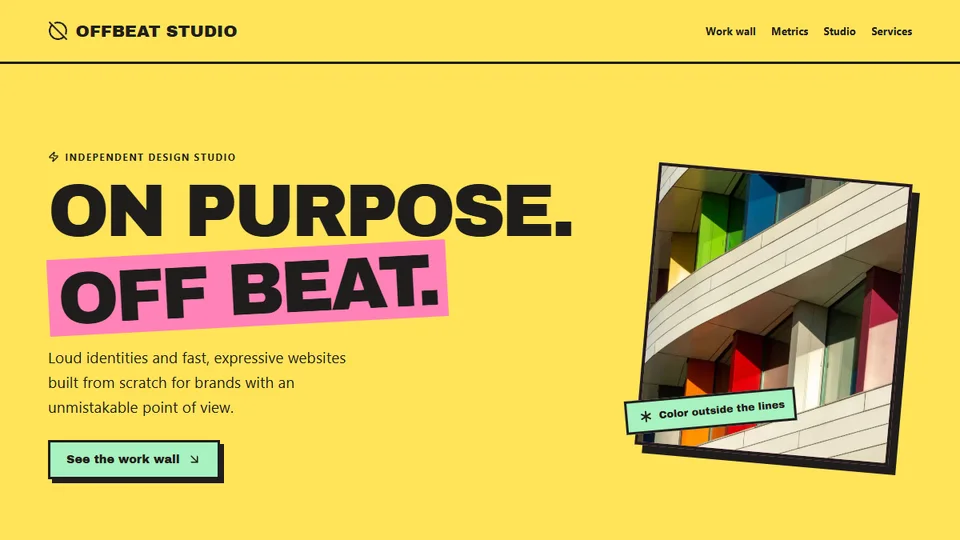 OFFBEAT STUDIO
Work wall Metrics Studio Services
INDEPENDENT DESIGN STUDIO
ON PURPOSE.
OFF BEAT.
Loud identities and fast, expressive websites
built from scratch for brands with an
unmistakable point of view.
See the work wall
Color outside the lines